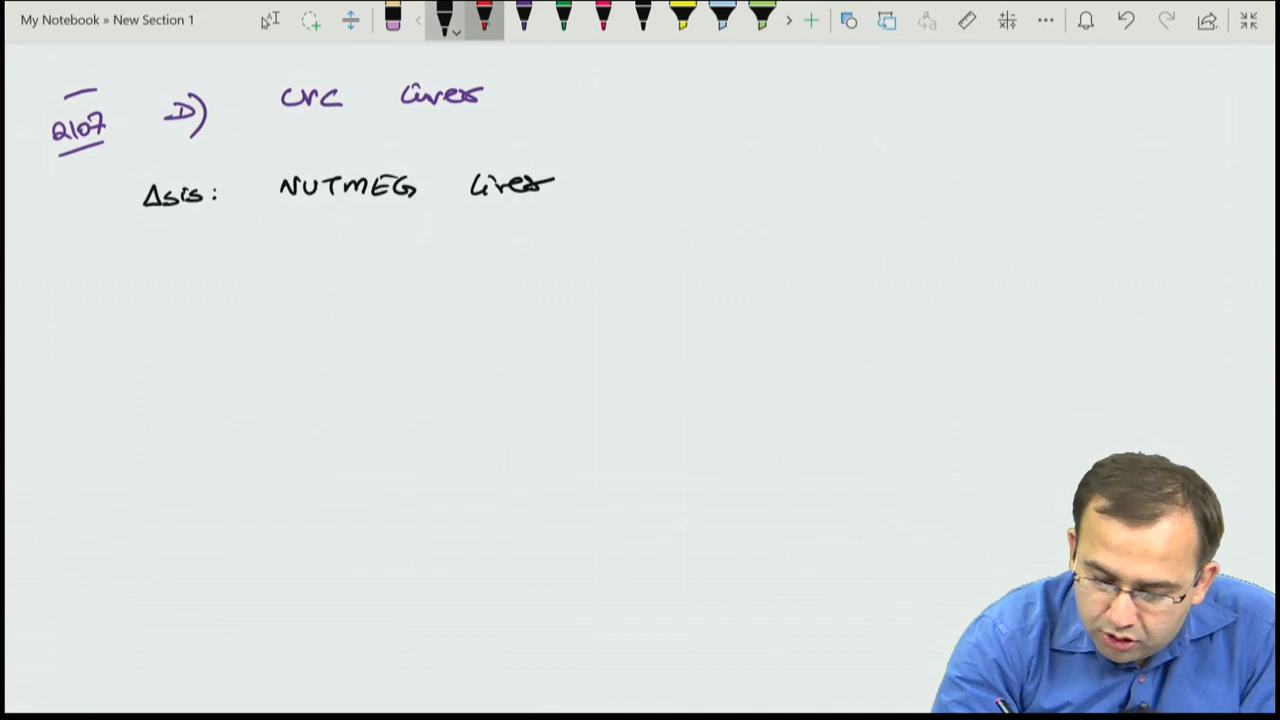 My Notebook » New Section 1
2107 D) CVC Liver
Δsis: NUTMEG Liver